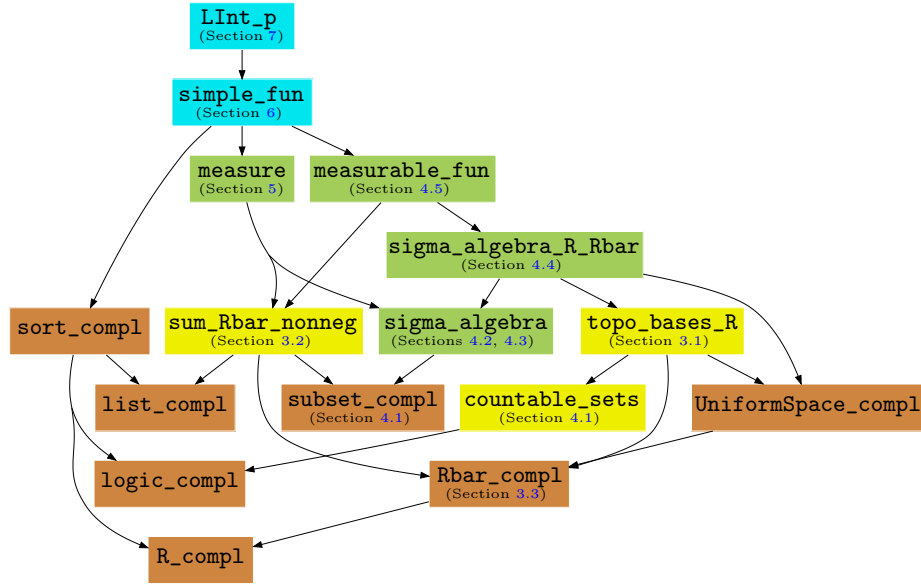 LInt_p
(Section 7)
simple_fun
(Section 6)
measure
(Section 5)
measurable_fun
(Section 4.5)
sigma_algebra_R_Rbar
(Section 4.4)
sort_compl
sum_Rbar_nonneg
(Section 3.2)
sigma_algebra
(Sections 4.2, 4.3)
topo_bases_R
(Section 3.1)
list_compl
subset_compl
(Section 4.1)
countable_sets
(Section 4.1)
UniformSpace_compl
logic_compl
Rbar_compl
(Section 3.3)
R_compl